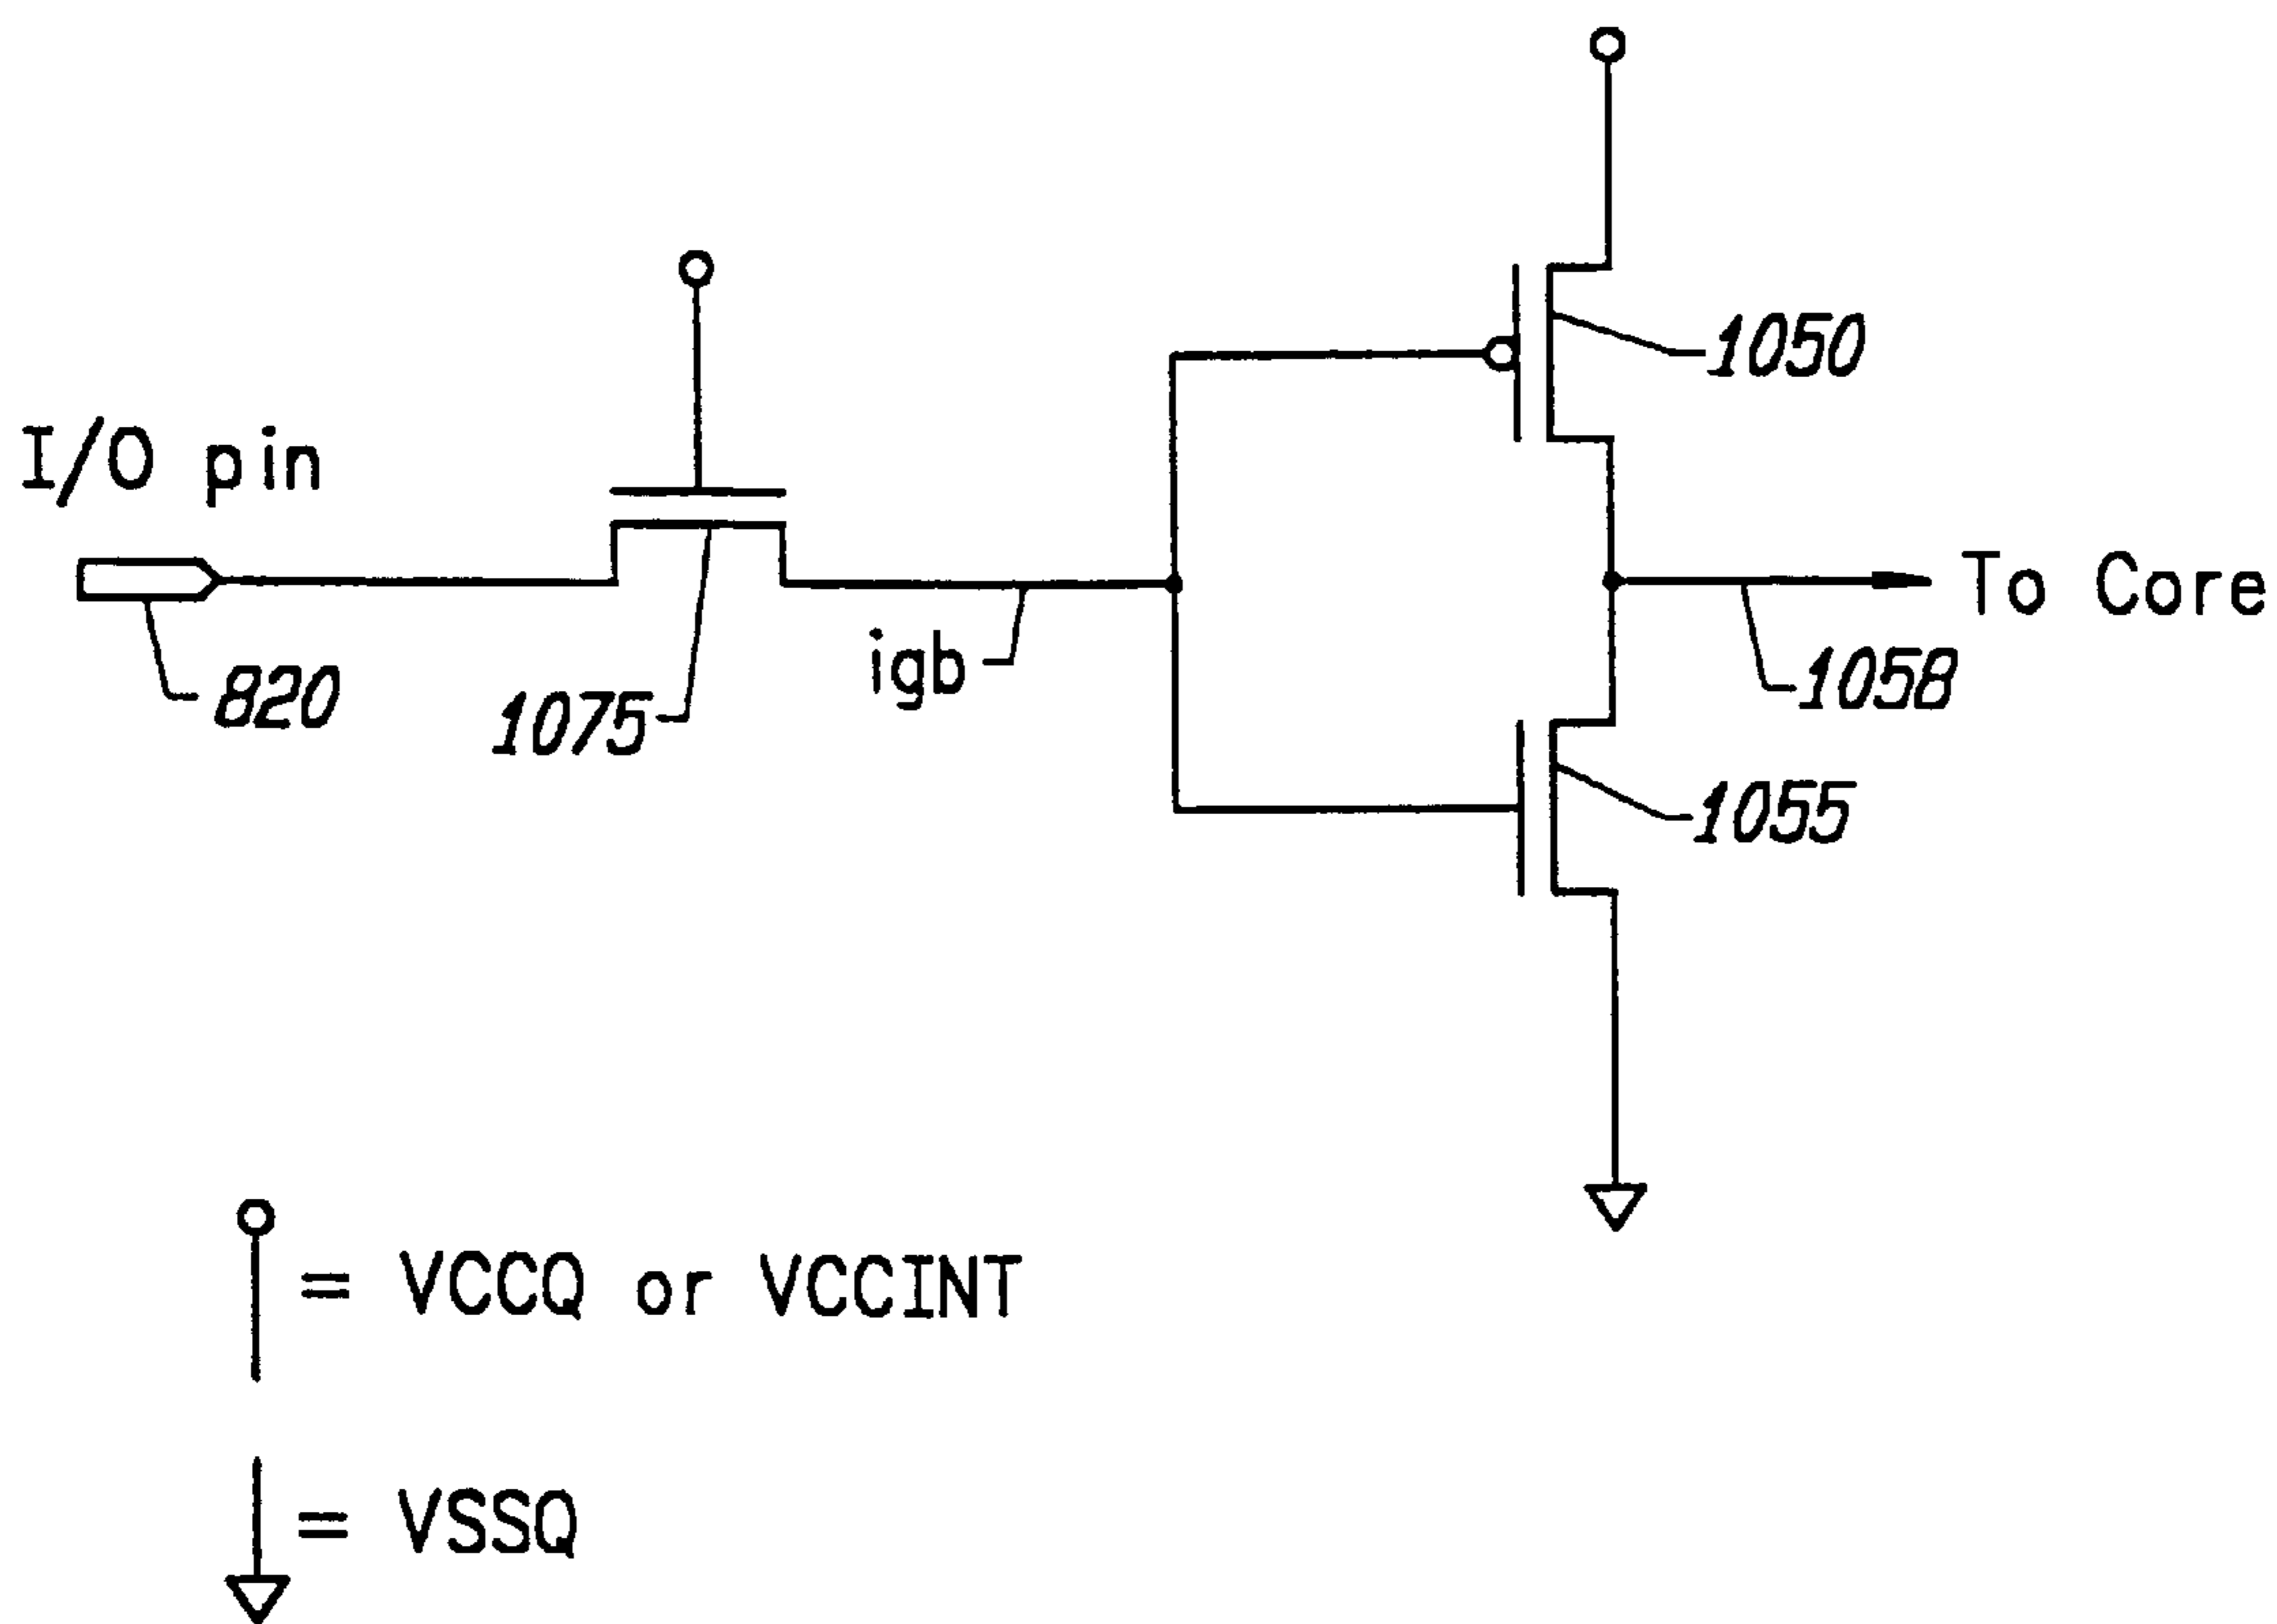 1050
I/O pin
To Core
igb
820
1075
1058
1055
= VCCQ or VCCINT
= VSSQ